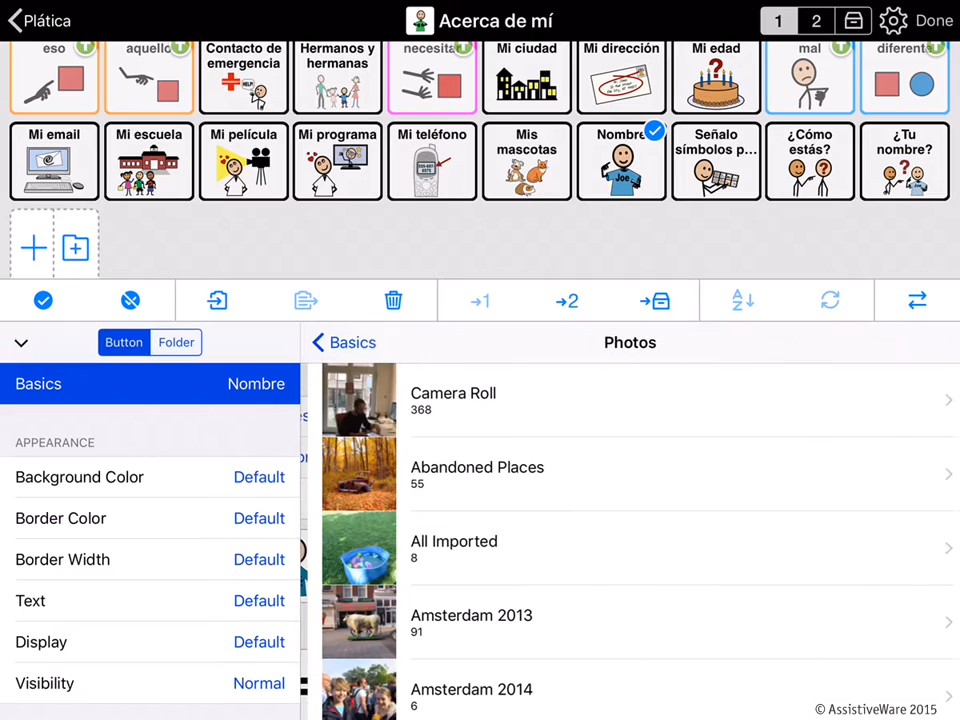 Plática
Acerca de mí
1
2
Done
eso
aquello
Contacto de
emergencia
HELP
Hermanos y
hermanas
necesitar
Mi ciudad
Mi dirección
Mi edad
mal
diferente
Mi email
Mi escuela
Mi película
Mi programa
Mi teléfono
Mis
mascotas
Nombre
Joe
Señalo
símbolos p...
¿Cómo
estás?
¿Tu
nombre?
→1
→2
Button
Folder
Basics
Photos
Basics
Nombre
Camera Roll
368
APPEARANCE
Background Color
Default
Abandoned Places
55
Border Color
Default
Border Width
Default
All Imported
8
Text
Default
Amsterdam 2013
91
Display
Default
Visibility
Normal
Amsterdam 2014
6
© AssistiveWare 2015